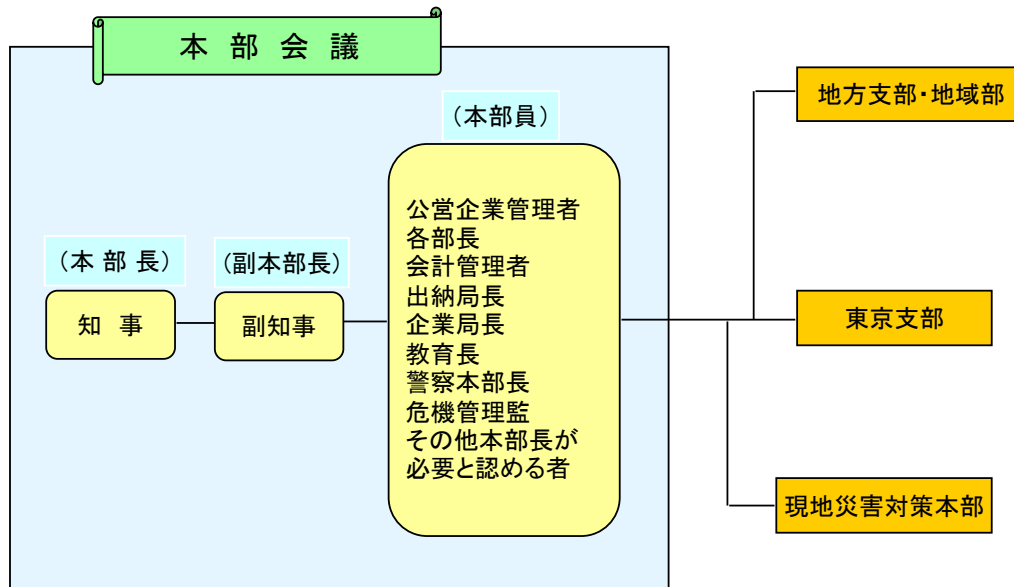 本 部 会 議
(本 部 長)
知 事
(副本部長)
副知事
(本部員)
公営企業管理者
各部長
会計管理者
出納局長
企業局長
教育長
警察本部長
危機管理監
その他本部長が
必要と認める者
地方支部・地域部
東京支部
現地災害対策本部